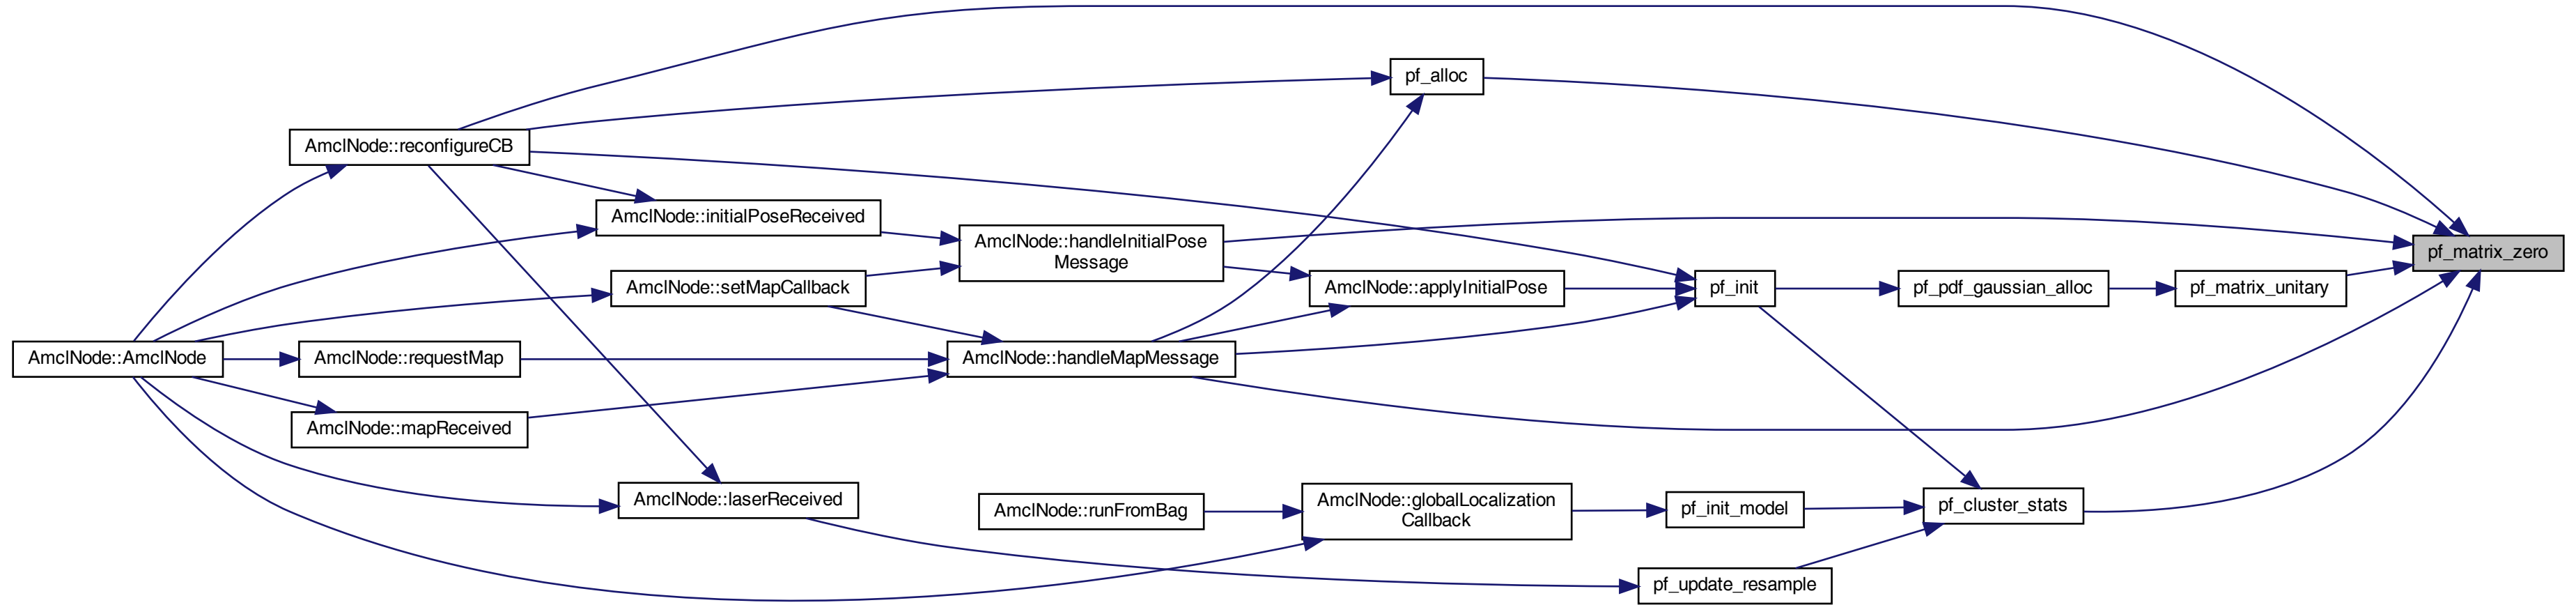 pf_alloc
AmclNode::reconfigureCB
AmclNode::initialPoseReceived
AmclNode::handleInitialPose
Message
pf_matrix_zero
AmclNode::setMapCallback
AmclNode::applyInitialPose
pf_init
pf_pdf_gaussian_alloc
pf_matrix_unitary
AmclNode::AmclNode
AmclNode::requestMap
AmclNode::handleMapMessage
AmclNode::mapReceived
AmclNode::laserReceived
AmclNode::runFromBag
AmclNode::globalLocalization
Callback
pf_init_model
pf_cluster_stats
pf_update_resample